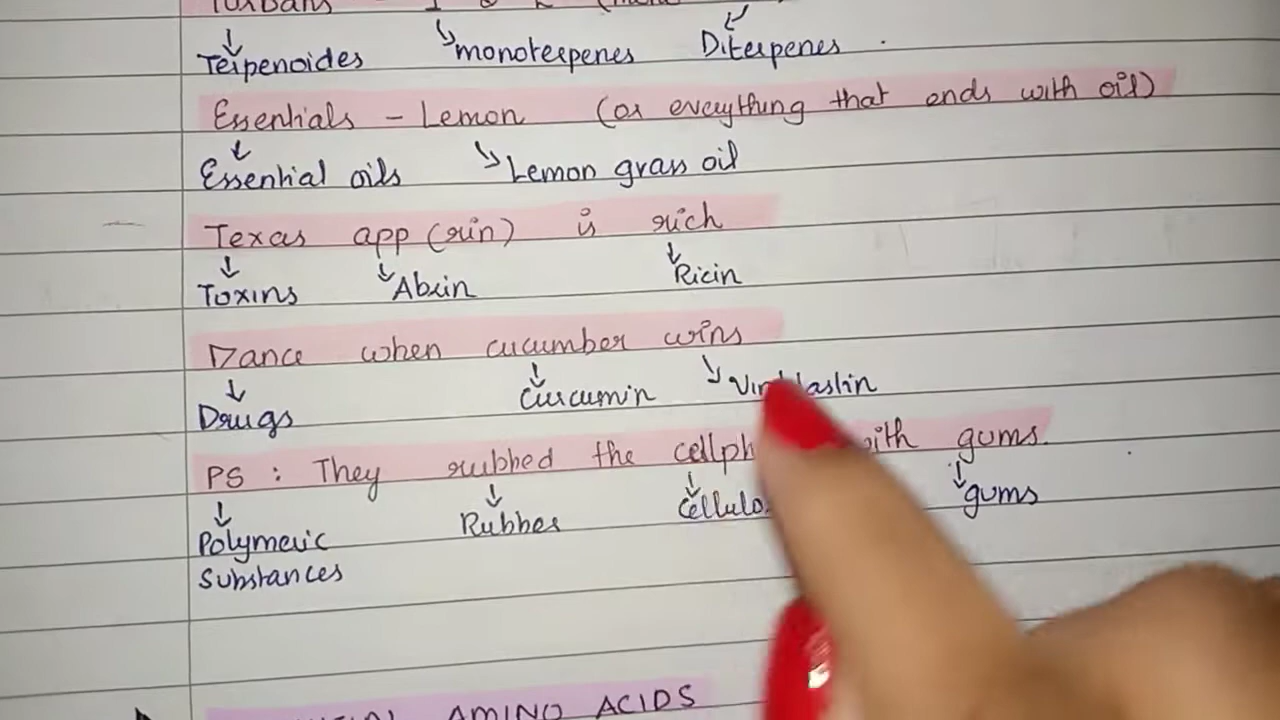 Terpenoides monoterpenes Diterpenes
Essentials - Lemon (or everything that ends with oil)
Essential oils Lemon grass oil
Texas app(rin) is rich
Toxins Abrin Ricin
Dance when cucumber wins
Drugs Curcumin
PS : They rubbed the with gums
Polymeric Rubber gums
Substances
AMINO ACIDS